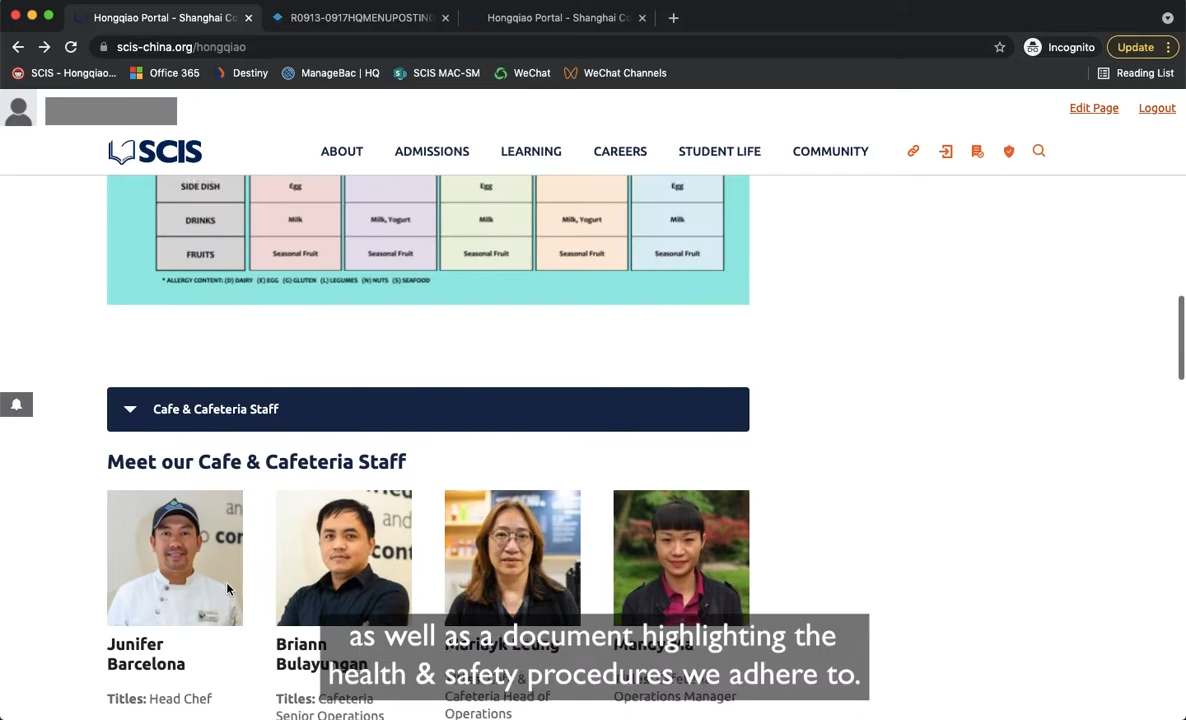 Hongqiao Portal - Shanghai Co
R0913-0917HQMENUPOSTING
Hongqiao Portal - Shanghai Co
scis-china.org/hongqiao
Incognito
Update
SCIS - Hongqiao...
Office 365
Destiny
ManageBac | HQ
SCIS MAC-SM
WeChat
WeChat Channels
Reading List
Edit Page
Logout
SCIS
ABOUT
ADMISSIONS
LEARNING
CAREERS
STUDENT LIFE
COMMUNITY
SIDE DISH Egg Egg Egg
DRINKS Milk Milk, Yogurt Milk Milk, Yogurt Milk
FRUITS Seasonal Fruit Seasonal Fruit Seasonal Fruit Seasonal Fruit Seasonal Fruit
* ALLERGY CONTENT: (D) DAIRY (E) EGG (G) GLUTEN (L) LEGUMES (N) NUTS (S) SEAFOOD
Cafe & Cafeteria Staff
Meet our Cafe & Cafeteria Staff
Junifer
Barcelona
Titles: Head Chef
Briann
Bulayungan
Titles: Cafeteria
Senior Operations
Leung
Cafeteria Head of
Operations
Operations Manager
as well as a document highlighting the
health & safety procedures we adhere to.